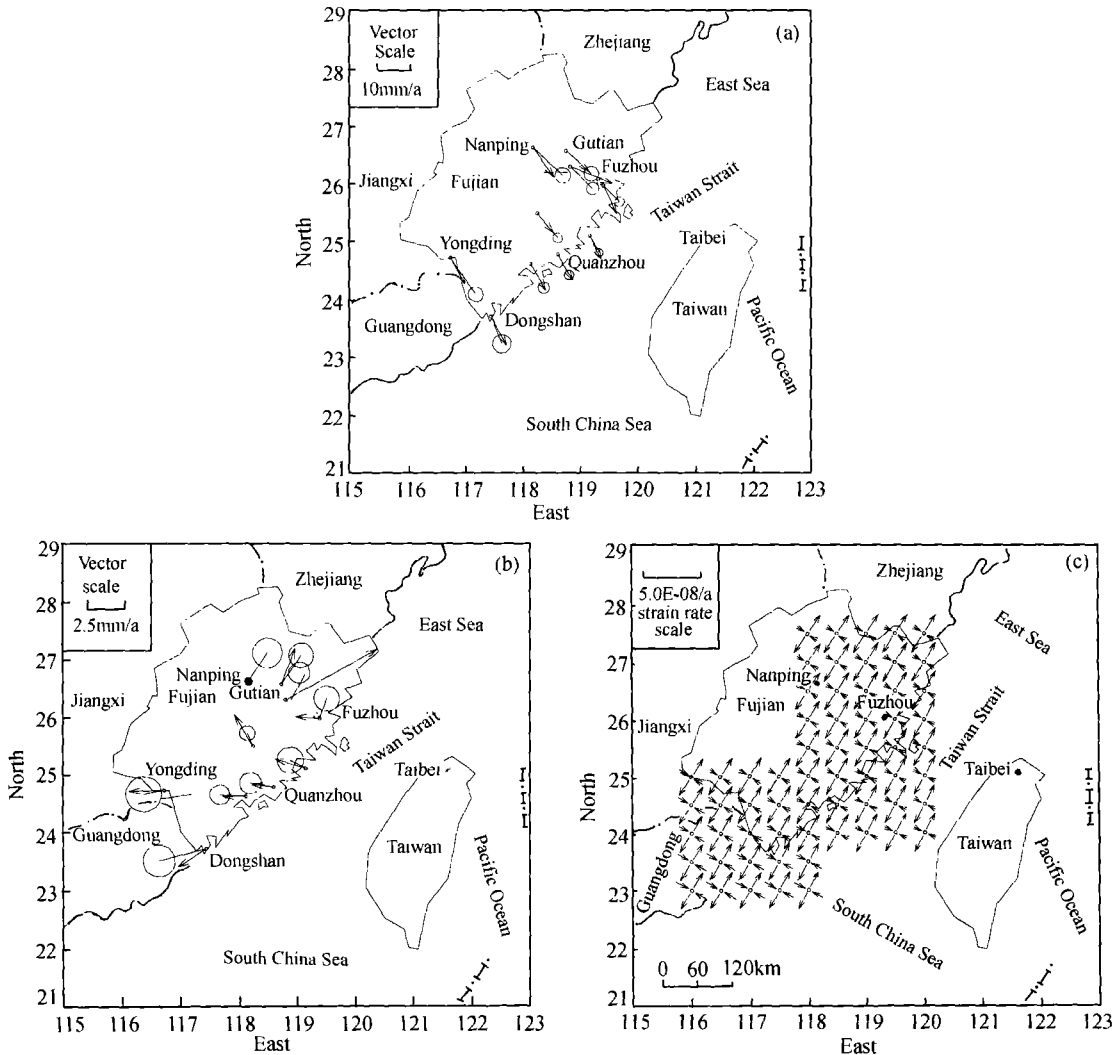 (a)
Vector
Scale
10mm/a
Zhejiang
East Sea
Nanping
Gutian
Fuzhou
Jiangxi
Fujian
Taiwan Strait
Yongding
Taibei
Quanzhou
Guangdong
Dongshan
Taiwan
Pacific Ocean
South China Sea
North
29
28
27
26
25
24
23
22
21
115 116 117 118 119 120 121 122 123
East
(b)
Vector
scale
2.5mm/a
Zhejiang
East Sea
Nanping
Jiangxi
Fujian
Gutian
Fuzhou
Taiwan Strait
Yongding
Taibei
Quanzhou
Guangdong
Dongshan
Taiwan
Pacific Ocean
South China Sea
North
29
28
27
26
25
24
23
22
21
115 116 117 118 119 120 121 122 123
East
(c)
5.0E-08/a
strain rate
scale
Zhejiang
East Sea
Nanping
Fujian
Fuzhou
Jiangxi
Taiwan Strait
Taibei
Guangdong
Taiwan
Pacific Ocean
South China Sea
0 60 120km
North
29
28
27
26
25
24
23
22
21
115 116 117 118 119 120 121 122 123
East